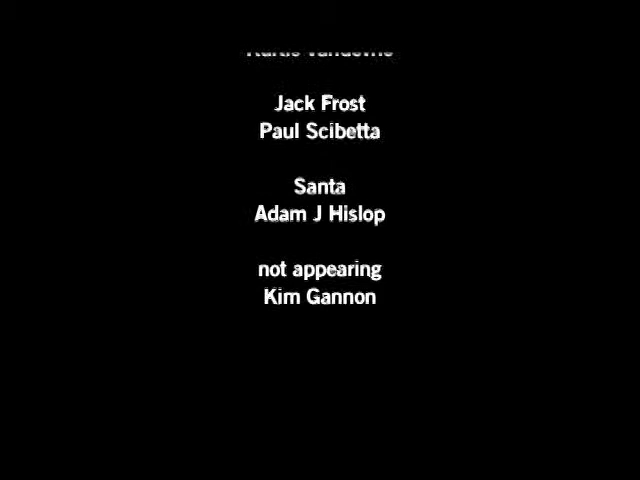 Jack Frost
Paul Scibetta
Santa
Adam J Hislop
not appearing
Kim Gannon